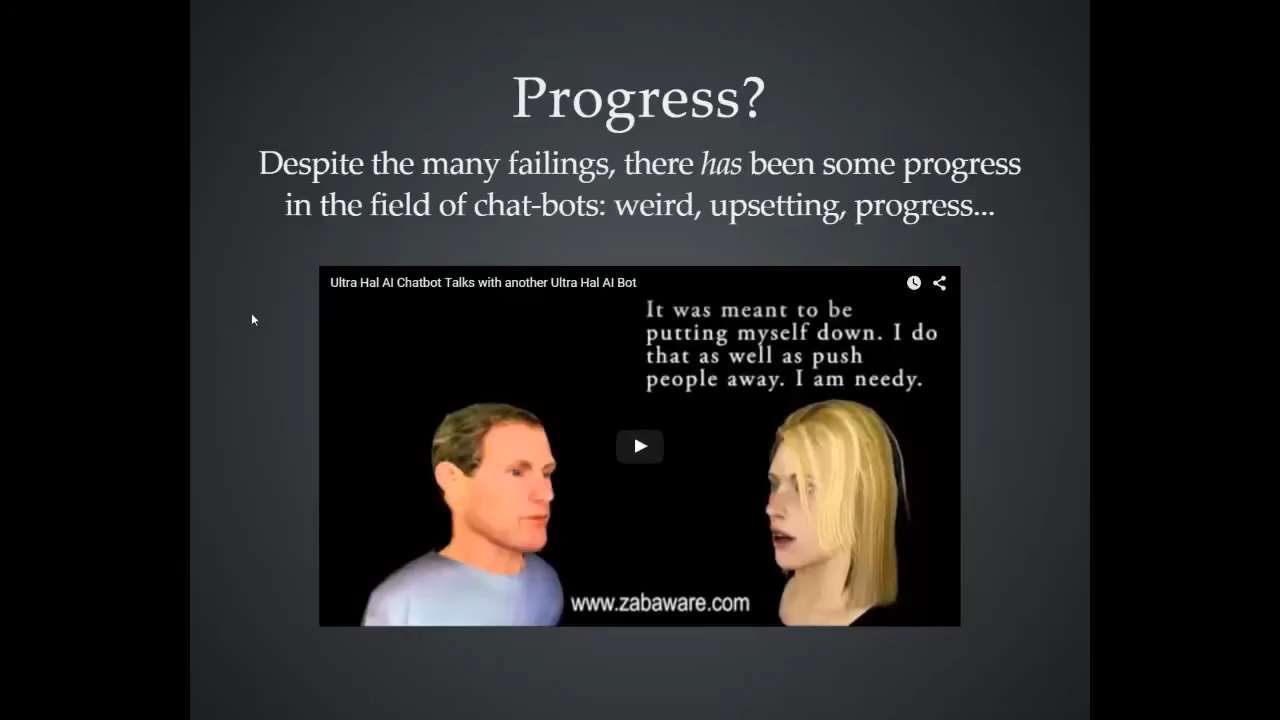 Progress?
Despite the many failings, there has been some progress
in the field of chat-bots: weird, upsetting, progress...
Ultra Hal AI Chatbot Talks with another Ultra Hal AI Bot
It was meant to be
putting myself down. I do
that as well as push
people away. I am needy.
www.zabaware.com